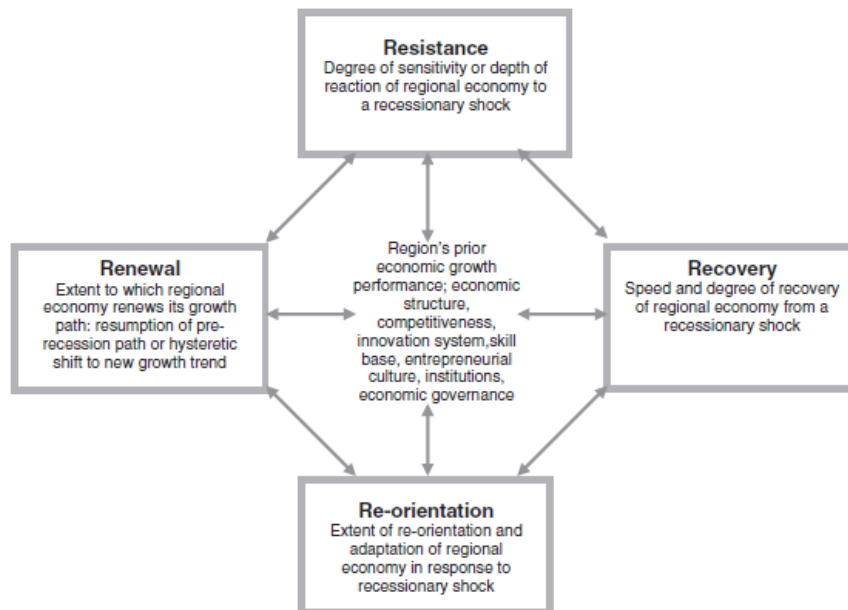 Resistance
Degree of sensitivity or depth of
reaction of regional economy to
a recessionary shock
Renewal
Extent to which regional
economy renews its growth
path: resumption of pre-
recession path or hysteretic
shift to new growth trend
Region's prior
economic growth
performance; economic
structure,
competitiveness,
innovation system,skill
base, entrepreneurial
culture, institutions,
economic governance
Recovery
Speed and degree of recovery
of regional economy from a
recessionary shock
Re-orientation
Extent of re-orientation and
adaptation of regional
economy in response to
recessionary shock